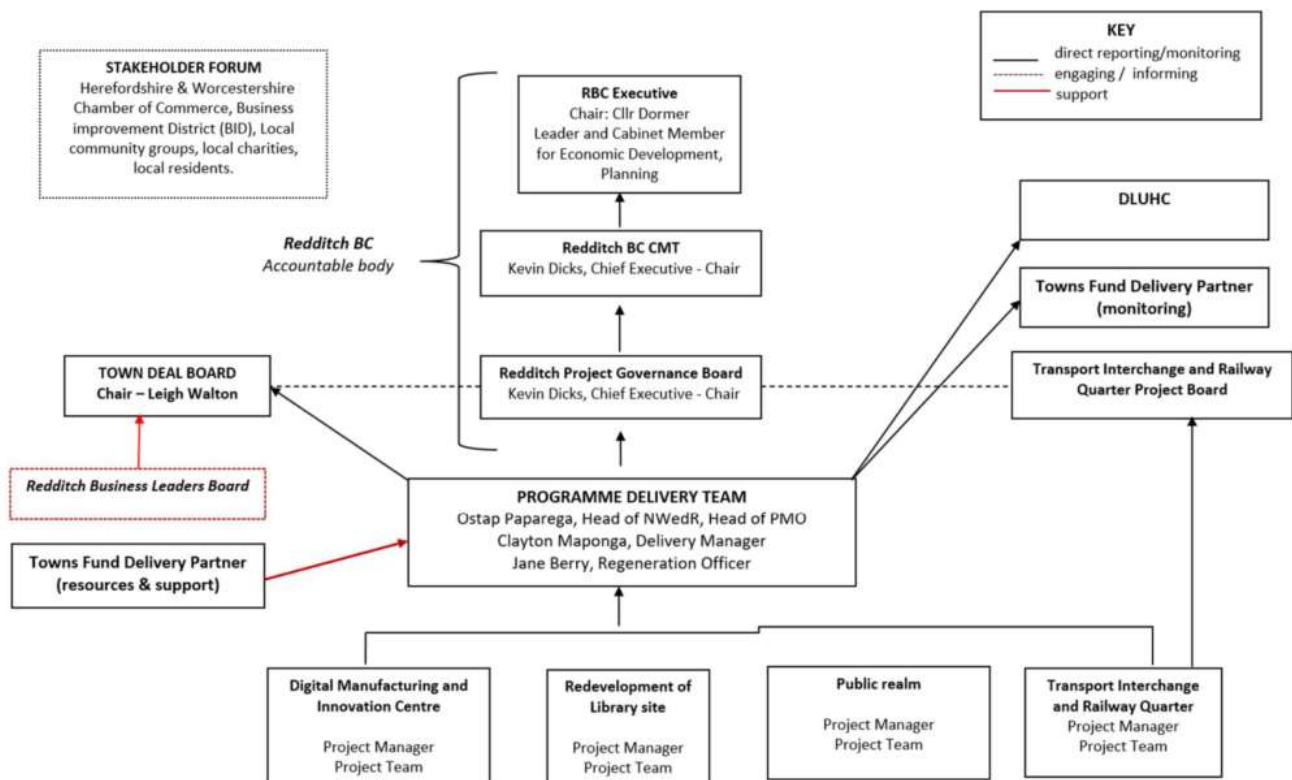 KEY
direct reporting/monitoring
engaging / informing
support
STAKEHOLDER FORUM
Herefordshire & Worcestershire
Chamber of Commerce, Business
improvement District (BID), Local
community groups, local charities,
local residents.
RBC Executive
Chair: Cllr Dormer
Leader and Cabinet Member
for Economic Development,
Planning
DLUHC
Redditch BC
Accountable body
Redditch BC CMT
Kevin Dicks, Chief Executive - Chair
Towns Fund Delivery Partner
(monitoring)
TOWN DEAL BOARD
Chair – Leigh Walton
Redditch Project Governance Board
Kevin Dicks, Chief Executive - Chair
Transport Interchange and Railway
Quarter Project Board
Redditch Business Leaders Board
PROGRAMME DELIVERY TEAM
Ostap Paparega, Head of NWedR, Head of PMO
Clayton Maponga, Delivery Manager
Jane Berry, Regeneration Officer
Towns Fund Delivery Partner
(resources & support)
Digital Manufacturing and
Innovation Centre
Project Manager
Project Team
Redevelopment of
Library site
Project Manager
Project Team
Public realm
Project Manager
Project Team
Transport Interchange
and Railway Quarter
Project Manager
Project Team